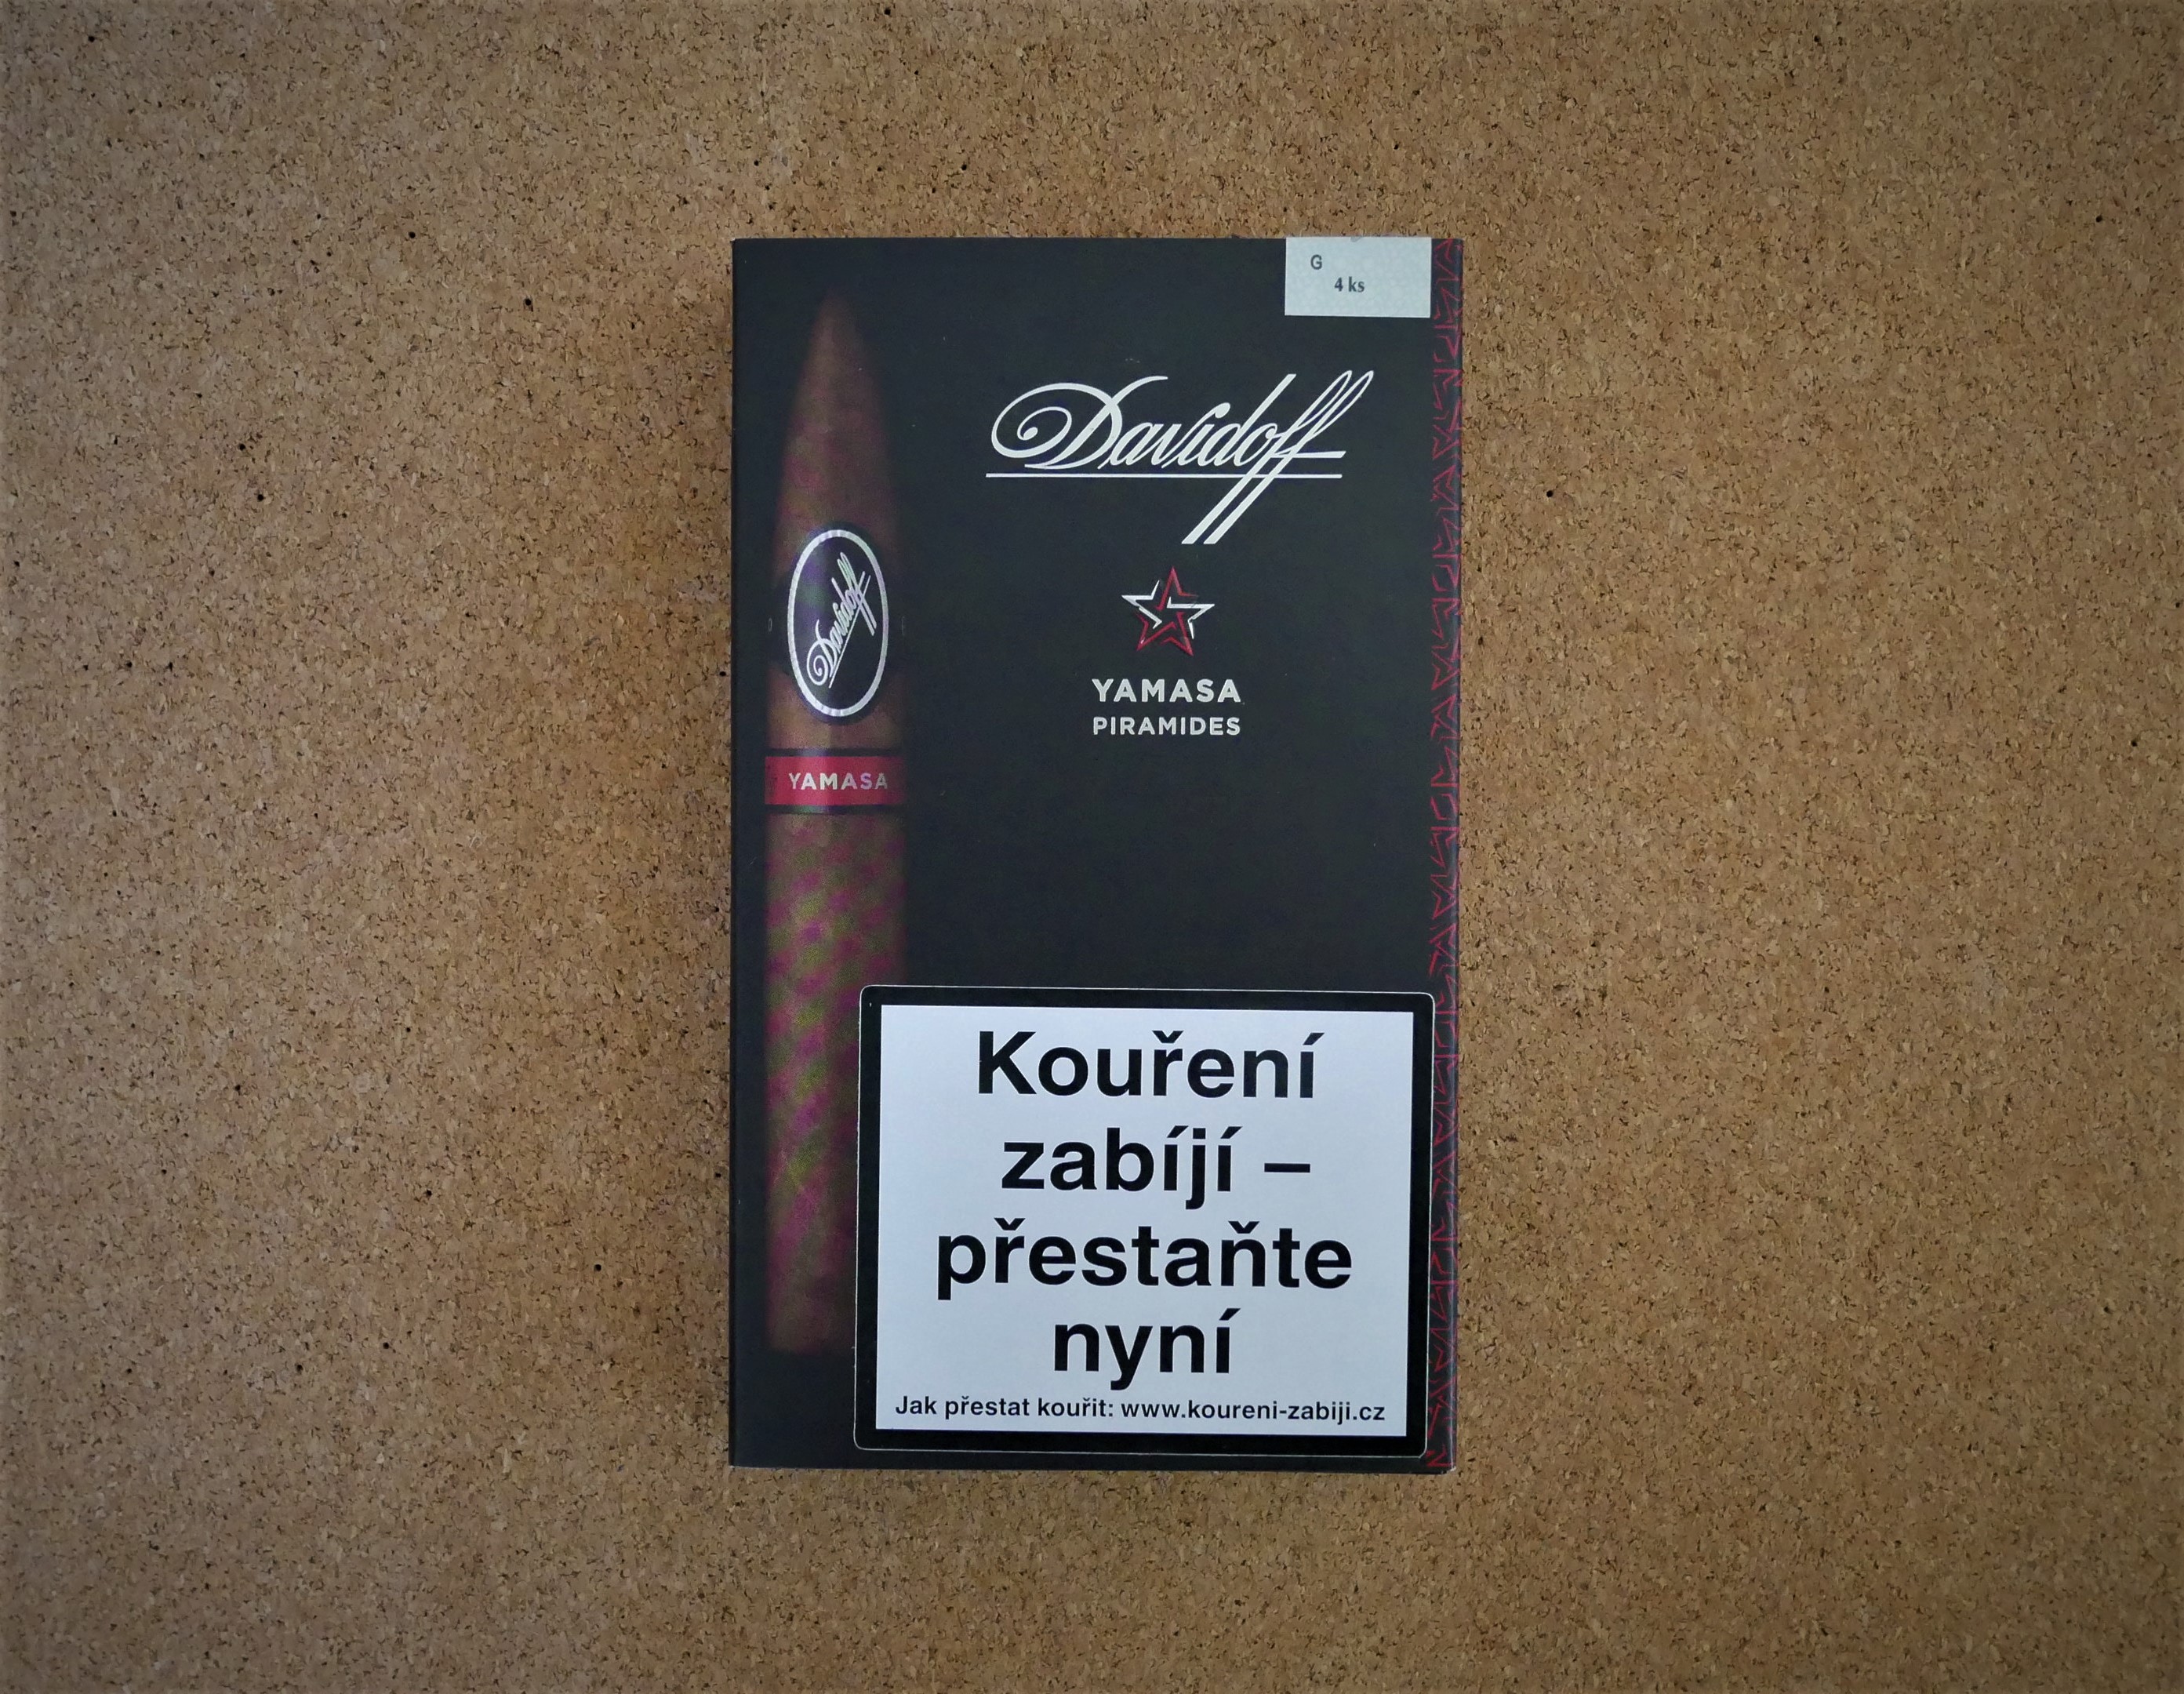 G
4 ks
Davidoff
YAMASA
PIRAMIDES
Davidoff
YAMASA
Kouření
zabíjí –
přestaňte
nyní
Jak přestat kouřit: www.koureni-zabiji.cz